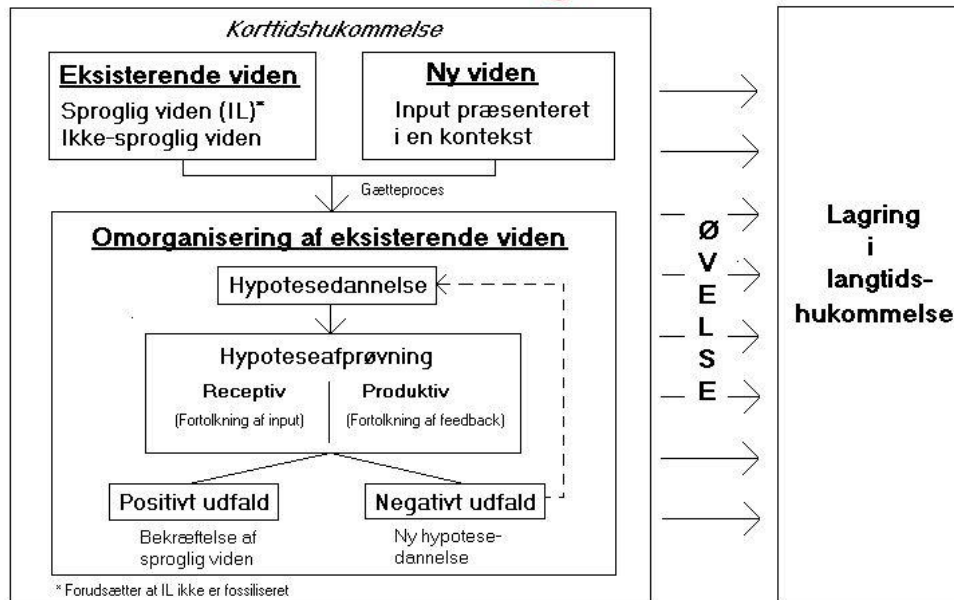 Korttidshukommelse
Eksisterende viden
Sproglig viden (IL)*
Ikke-sproglig viden
Ny viden
Input præsenteret
i en kontekst
Gætteproces
Omorganisering af eksisterende viden
Hypotesedannelse
Hypoteseafprøvning
Receptiv
(Fortolkning af input)
Produktiv
(Fortolkning af feedback)
Positivt udfald
Bekræftelse af
sproglig viden
Negativt udfald
Ny hypotese-
dannelse
* Forudsætter at IL ikke er fossiliseret
ØVELSE
Lagring
i
langtids-
hukommelse